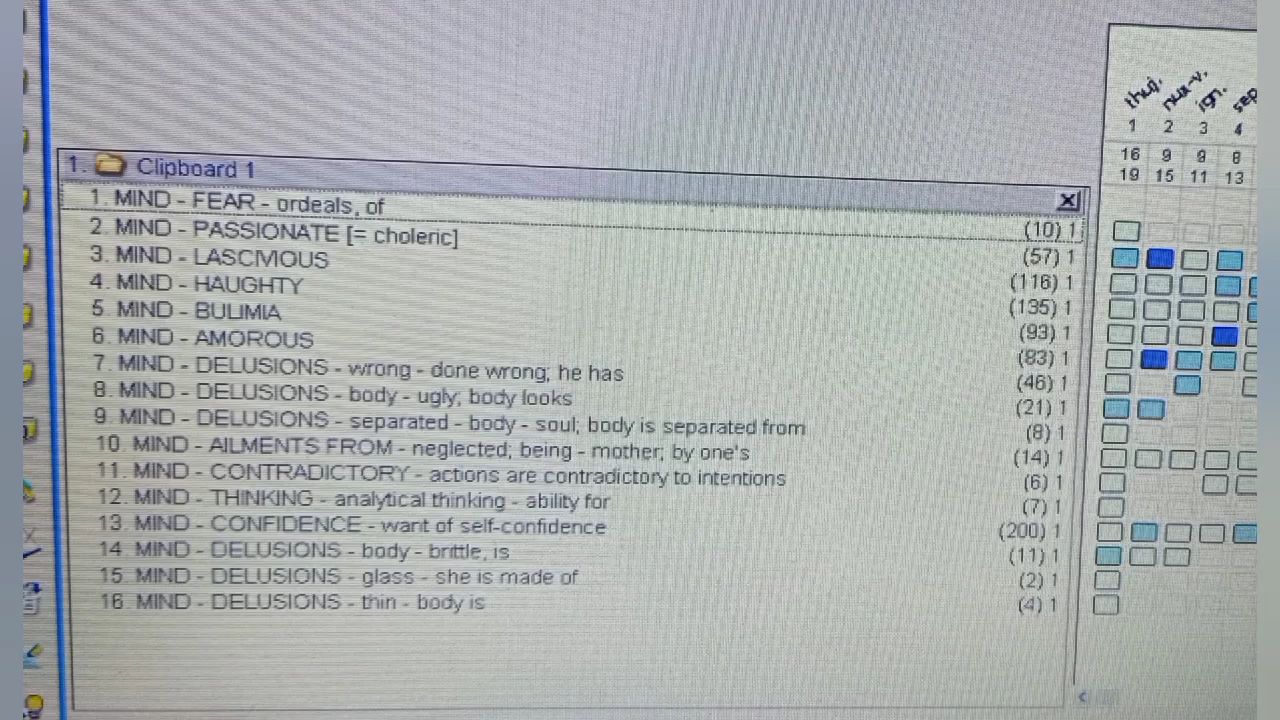 thuj. nux-v. ign. sep
1 2 3 4
16 9 9 8
19 15 11 13
1. Clipboard 1
1. MIND - FEAR - ordeals, of (10) 1
2. MIND - PASSIONATE [= choleric] (57) 1
3. MIND - LASCIVIOUS (116) 1
4. MIND - HAUGHTY (135) 1
5. MIND - BULIMIA (93) 1
6. MIND - AMOROUS (83) 1
7. MIND - DELUSIONS - wrong - done wrong; he has (46) 1
8. MIND - DELUSIONS - body - ugly; body looks (21) 1
9. MIND - DELUSIONS - separated - body - soul; body is separated from (8) 1
10. MIND - AILMENTS FROM - neglected; being - mother; by one's (14) 1
11. MIND - CONTRADICTORY - actions are contradictory to intentions (6) 1
12. MIND - THINKING - analytical thinking - ability for (7) 1
13. MIND - CONFIDENCE - want of self-confidence (200) 1
14. MIND - DELUSIONS - body - brittle, is (11) 1
15. MIND - DELUSIONS - glass - she is made of (2) 1
16. MIND - DELUSIONS - thin - body is (4) 1